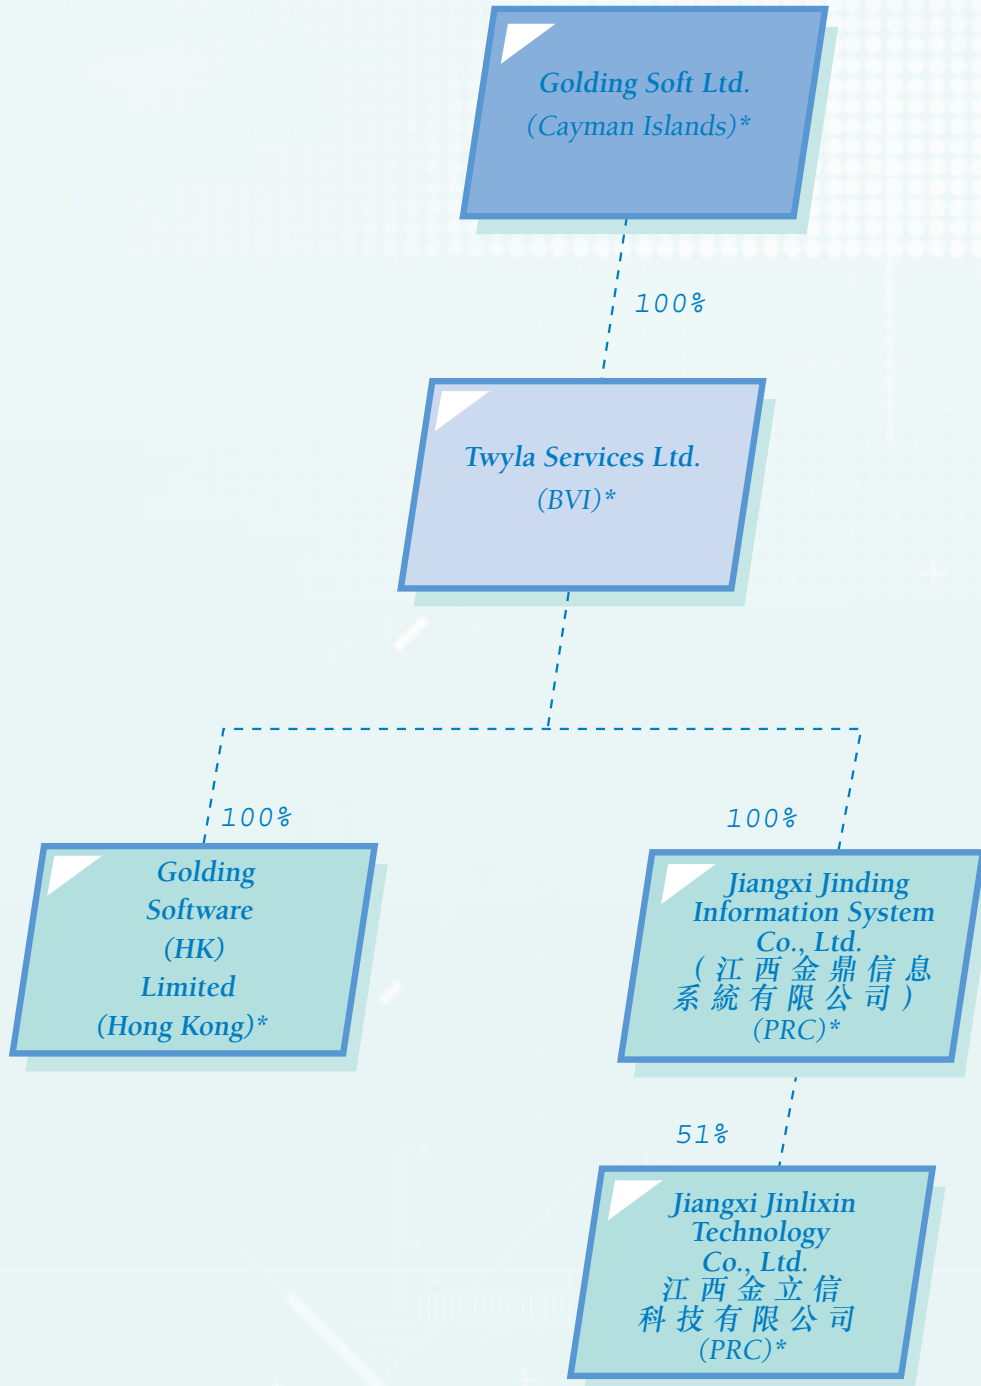 Golding Soft Ltd.
(Cayman Islands)*
100%
Twyla Services Ltd.
(BVI)*
100%
100%
Golding
Software
(HK)
Limited
(Hong Kong)*
Jiangxi Jinding
Information System
Co., Ltd.
(江西金鼎信息
系統有限公司)
(PRC)*
51%
Jiangxi Jinlixin
Technology
Co., Ltd.
江西金立信
科技有限公司
(PRC)*